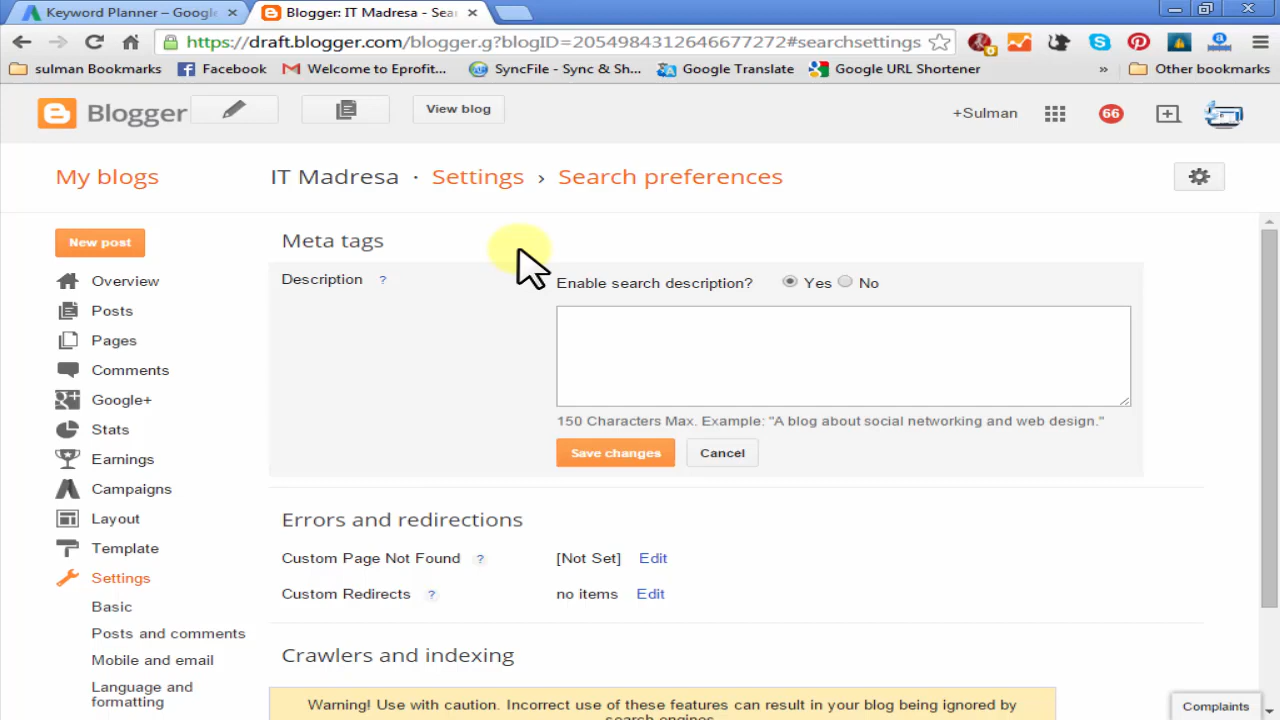 Keyword Planner – Google
Blogger: IT Madresa - Sea
https://draft.blogger.com/blogger.g?blogID=2054984312646677272#searchsettings
sulman Bookmarks
Facebook
Welcome to Eprofit...
SyncFile - Sync & Sh...
Google Translate
Google URL Shortener
»
Other bookmarks
Blogger
View blog
+Sulman
66
My blogs
IT Madresa · Settings › Search preferences
New post
Overview
Posts
Pages
Comments
Google+
Stats
Earnings
Campaigns
Layout
Template
Settings
Basic
Posts and comments
Mobile and email
Language and
formatting
Meta tags
Description ?
Enable search description? Yes No
150 Characters Max. Example: "A blog about social networking and web design."
Save changes Cancel
Errors and redirections
Custom Page Not Found ? [Not Set] Edit
Custom Redirects ? no items Edit
Crawlers and indexing
Warning! Use with caution. Incorrect use of these features can result in your blog being ignored by
search engines.
Complaints